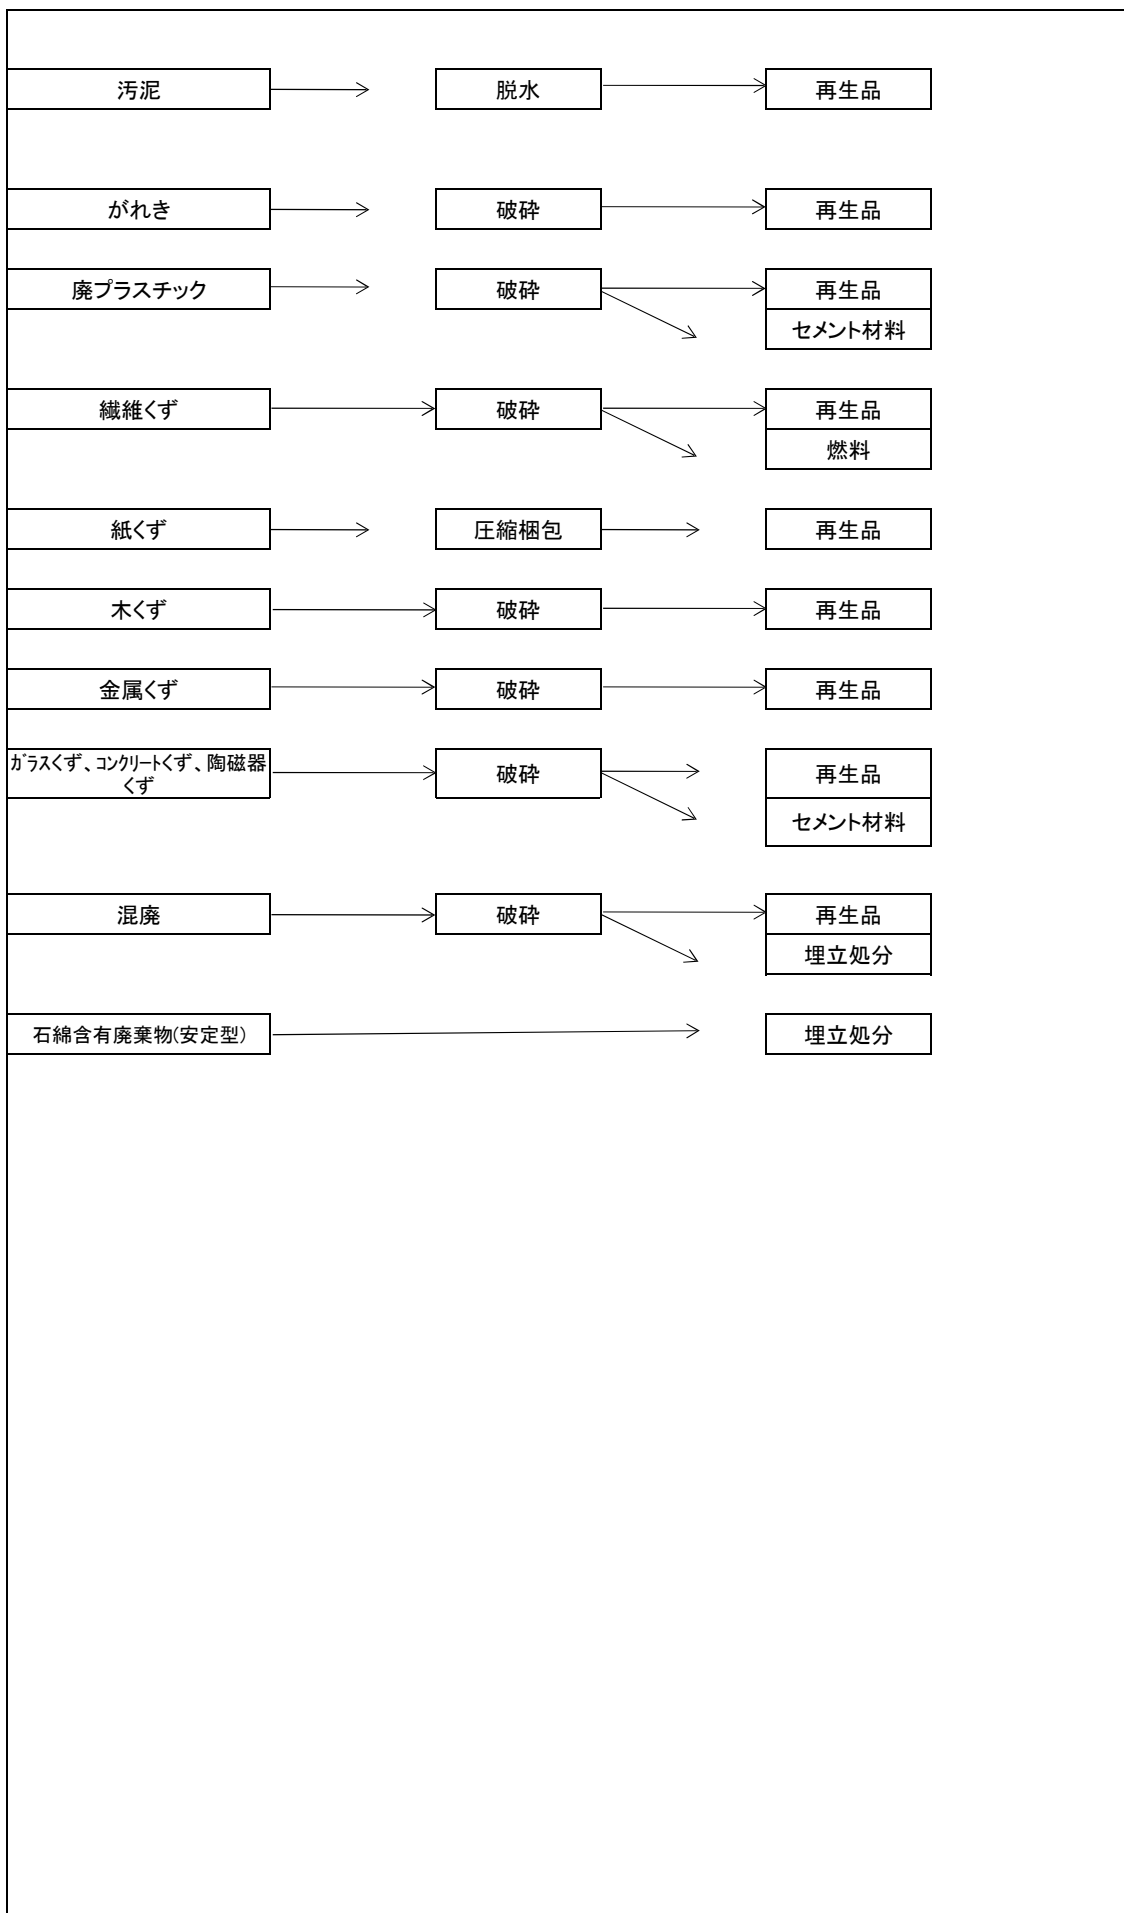 汚泥
脱水
再生品
がれき
破砕
再生品
廃プラスチック
破砕
再生品
セメント材料
繊維くず
破砕
再生品
燃料
紙くず
圧縮梱包
再生品
木くず
破砕
再生品
金属くず
破砕
再生品
ｶﾞﾗｽくず、ｺﾝｸﾘｰﾄくず、陶磁器
くず
破砕
再生品
セメント材料
混廃
破砕
再生品
埋立処分
石綿含有廃棄物(安定型)
埋立処分